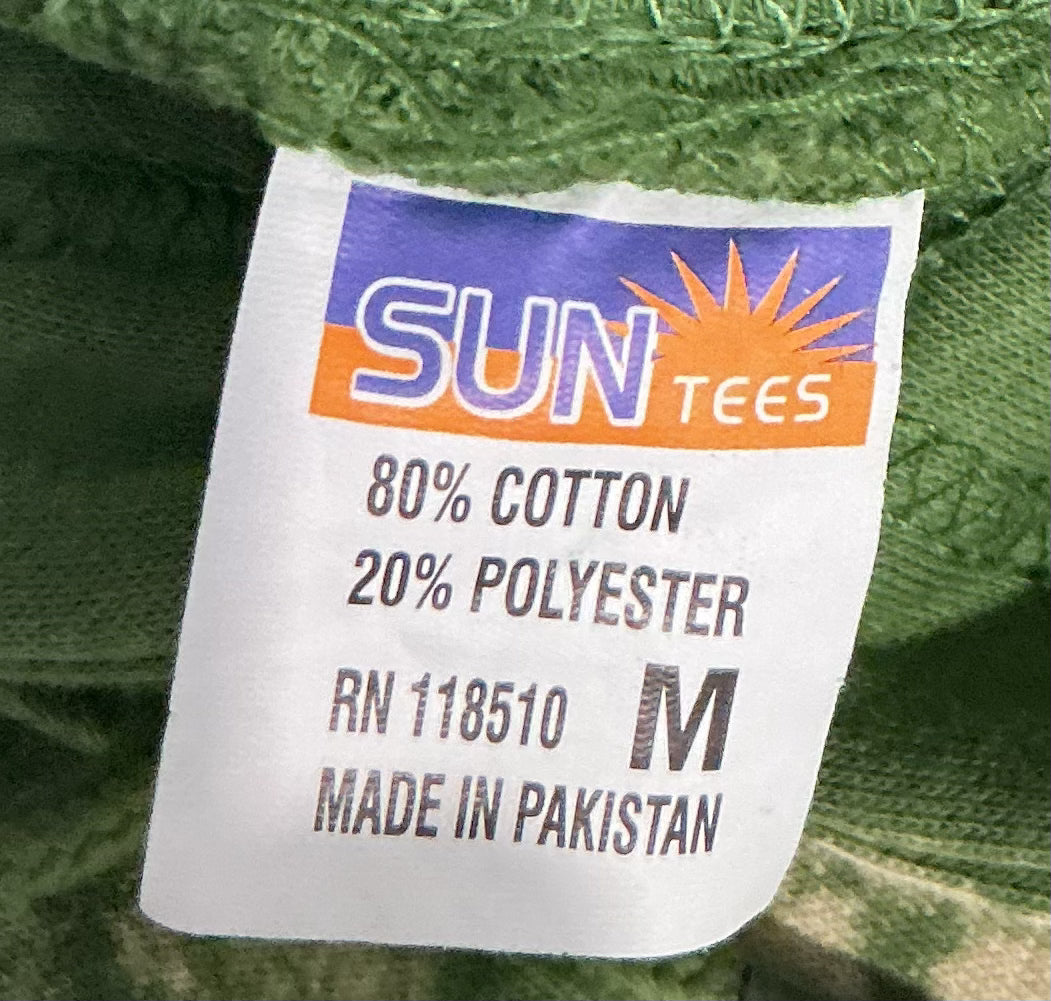 SUN TEES
80% COTTON
20% POLYESTER
RN 118510 M
MADE IN PAKISTAN